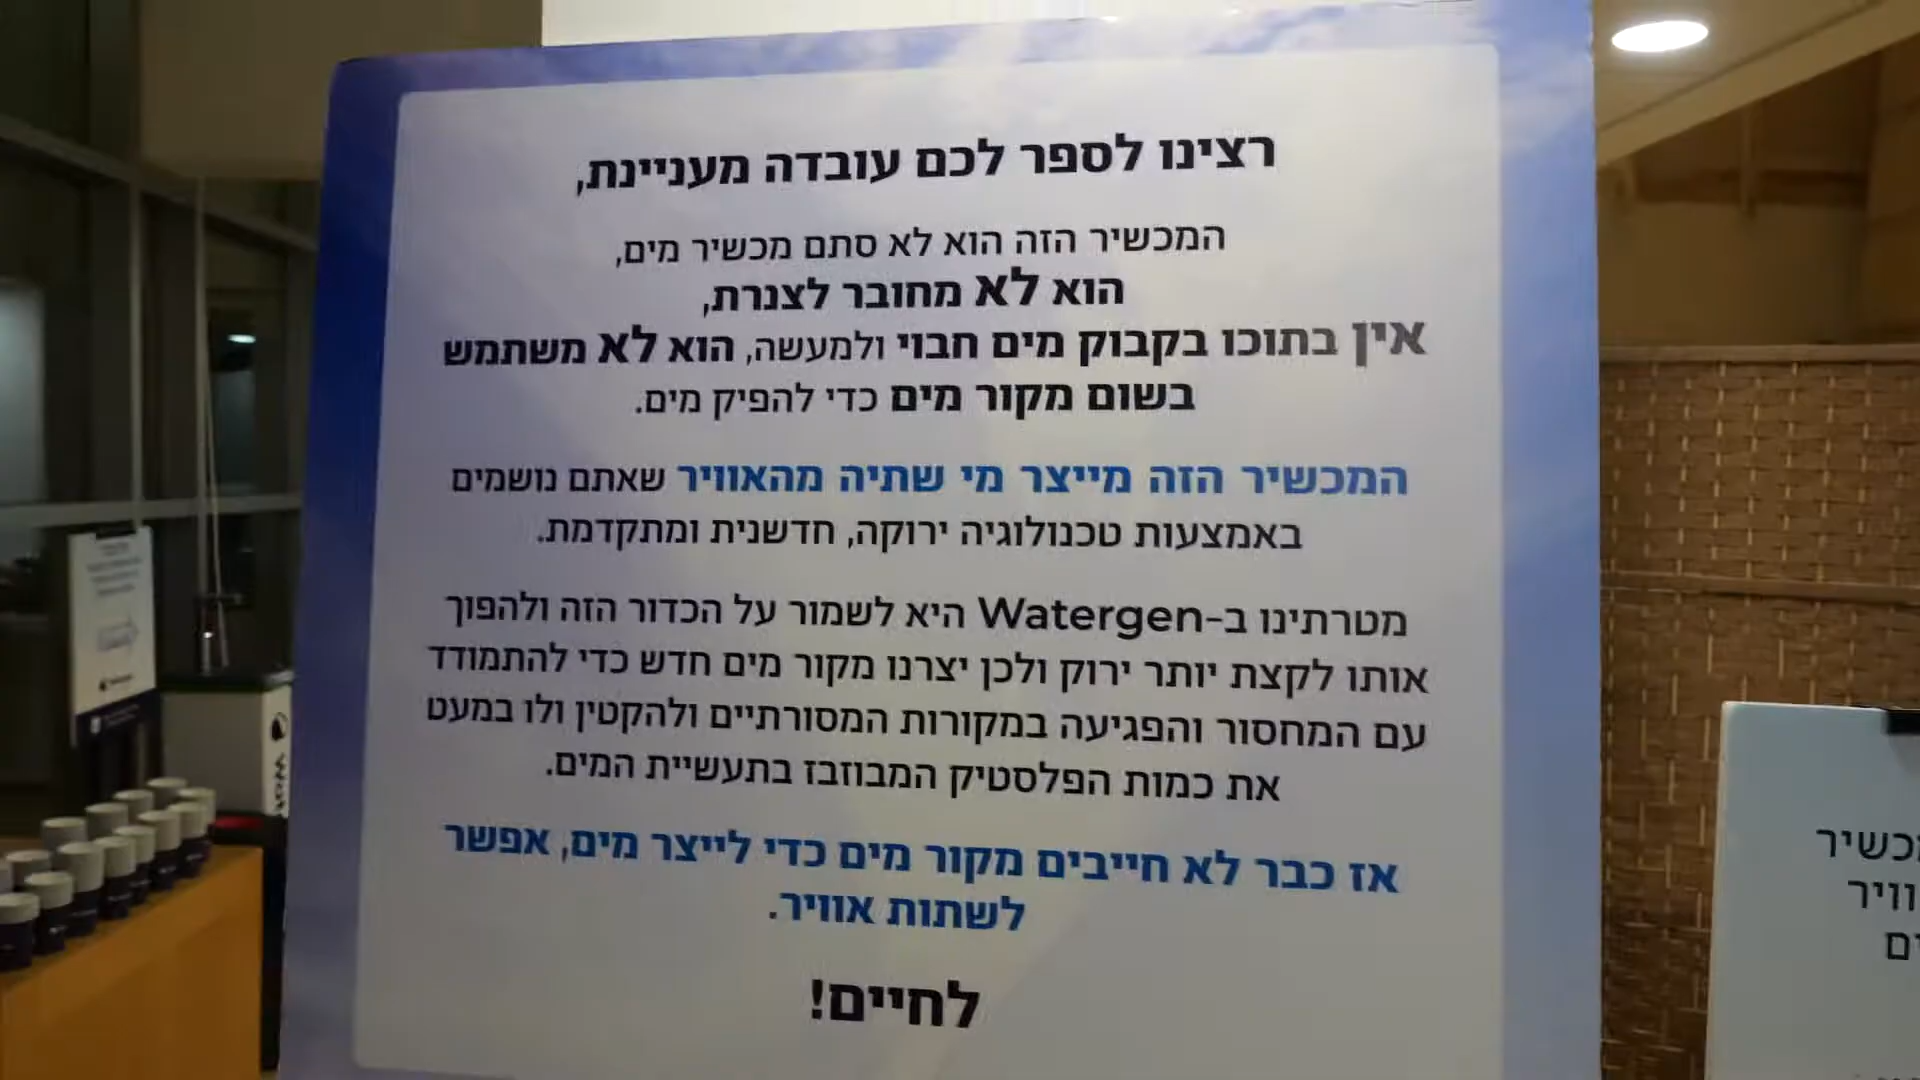 רצינו לספר לכם עובדה מעניינת,
המכשיר הזה הוא לא סתם מכשיר מים,
הוא לא מחובר לצנרת,
אין בתוכו בקבוק מים חבוי ולמעשה, הוא לא משתמש
בשום מקור מים כדי להפיק מים.
המכשיר הזה מייצר מי שתיה מהאוויר שאתם נושמים
באמצעות טכנולוגיה ירוקה, חדשנית ומתקדמת.
מטרתינו ב-Watergen היא לשמור על הכדור הזה ולהפוך
אותו לקצת יותר ירוק ולכן יצרנו מקור מים חדש כדי להתמודד
עם המחסור והפגיעה במקורות המסורתיים ולהקטין ולו במעט
את כמות הפלסטיק המבוזבז בתעשיית המים.
אז כבר לא חייבים מקור מים כדי לייצר מים, אפשר
לשתות אוויר.
לחיים!